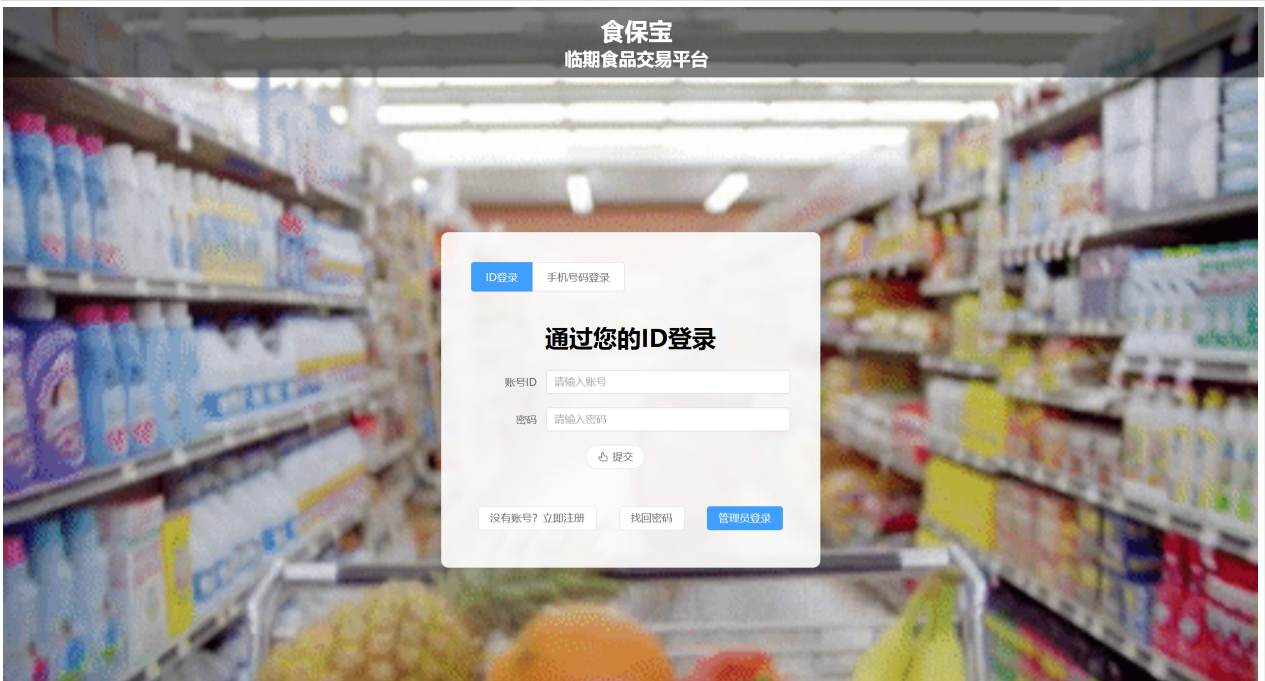 食保宝
临期食品交易平台
ID登录 手机号码登录
通过您的ID登录
账号ID 请输入账号
密码 请输入密码
提交
没有账号？立即注册 找回密码 管理员登录